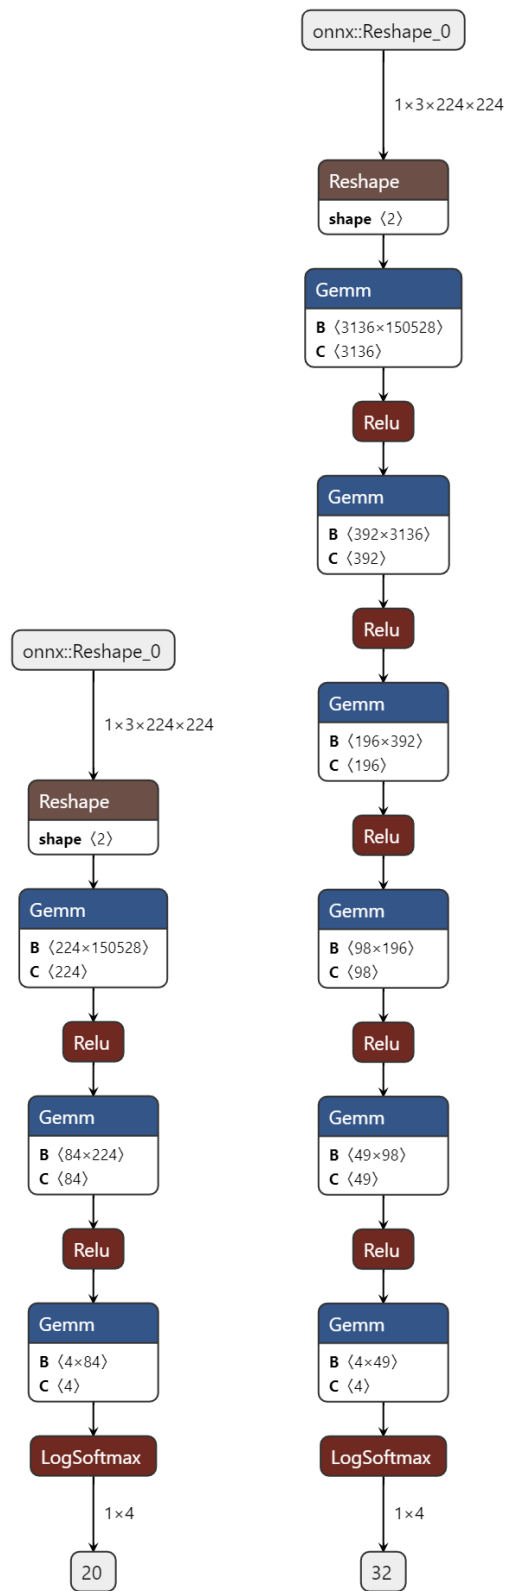 onnx::Reshape_0
1×3×224×224
Reshape
shape 〈2〉
Gemm
B 〈224×150528〉
C 〈224〉
Relu
Gemm
B 〈84×224〉
C 〈84〉
Relu
Gemm
B 〈4×84〉
C 〈4〉
LogSoftmax
1×4
20
onnx::Reshape_0
1×3×224×224
Reshape
shape 〈2〉
Gemm
B 〈3136×150528〉
C 〈3136〉
Relu
Gemm
B 〈392×3136〉
C 〈392〉
Relu
Gemm
B 〈196×392〉
C 〈196〉
Relu
Gemm
B 〈98×196〉
C 〈98〉
Relu
Gemm
B 〈49×98〉
C 〈49〉
Relu
Gemm
B 〈4×49〉
C 〈4〉
LogSoftmax
1×4
32